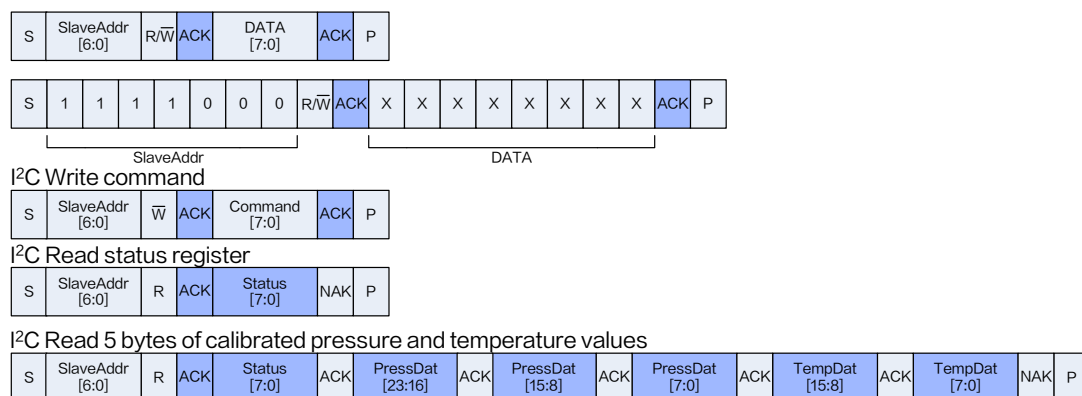 S SlaveAddr [6:0] R/W̅ ACK DATA [7:0] ACK P
S 1 1 1 1 0 0 0 R/W̅ ACK X X X X X X X X ACK P
SlaveAddr DATA
I²C Write command
S SlaveAddr [6:0] W̅ ACK Command [7:0] ACK P
I²C Read status register
S SlaveAddr [6:0] R ACK Status [7:0] NAK P
I²C Read 5 bytes of calibrated pressure and temperature values
S SlaveAddr [6:0] R ACK Status [7:0] ACK PressDat [23:16] ACK PressDat [15:8] ACK PressDat [7:0] ACK TempDat [15:8] ACK TempDat [7:0] NAK P